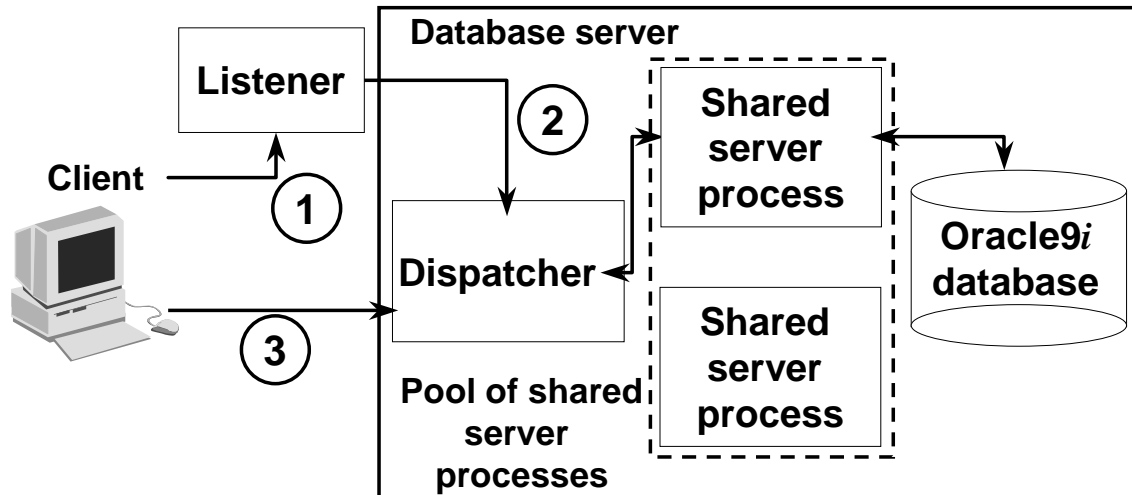 Database server
Listener
Shared
server
process
2
Client
1
Dispatcher
Oracle9i
database
3
Shared
server
process
Pool of shared
server
processes